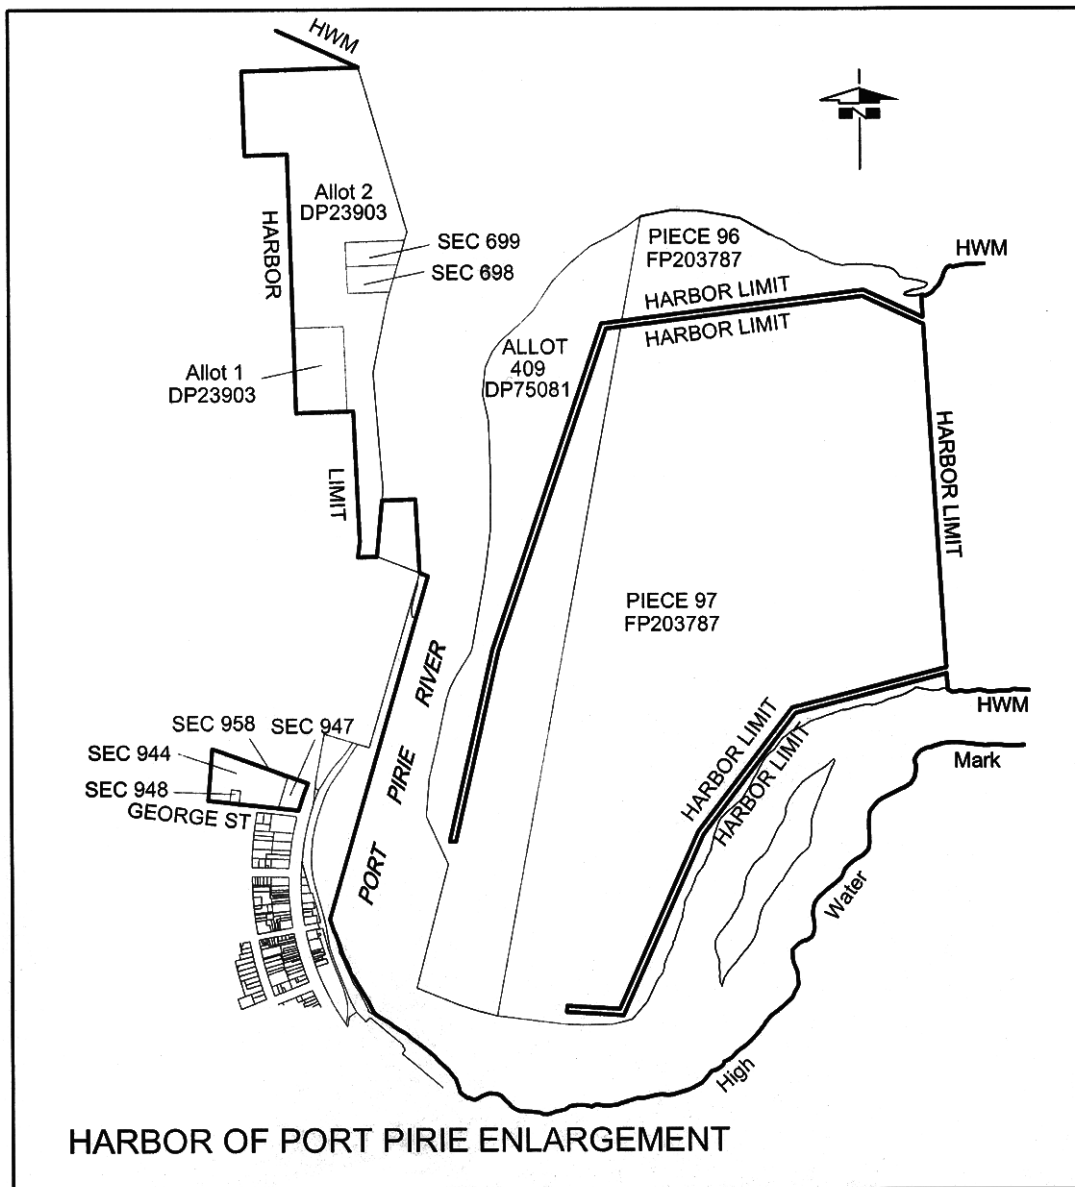 HWM
N
Allot 2
DP23903
HARBOR
SEC 699
SEC 698
PIECE 96
FP203787
HWM
HARBOR LIMIT
HARBOR LIMIT
ALLOT
409
DP75081
Allot 1
DP23903
HARBOR LIMIT
LIMIT
PIECE 97
FP203787
PORT PIRIE RIVER
SEC 958
SEC 947
SEC 944
SEC 948
GEORGE ST
HARBOR LIMIT
HARBOR LIMIT
HWM
Mark
Water
High
HARBOR OF PORT PIRIE ENLARGEMENT